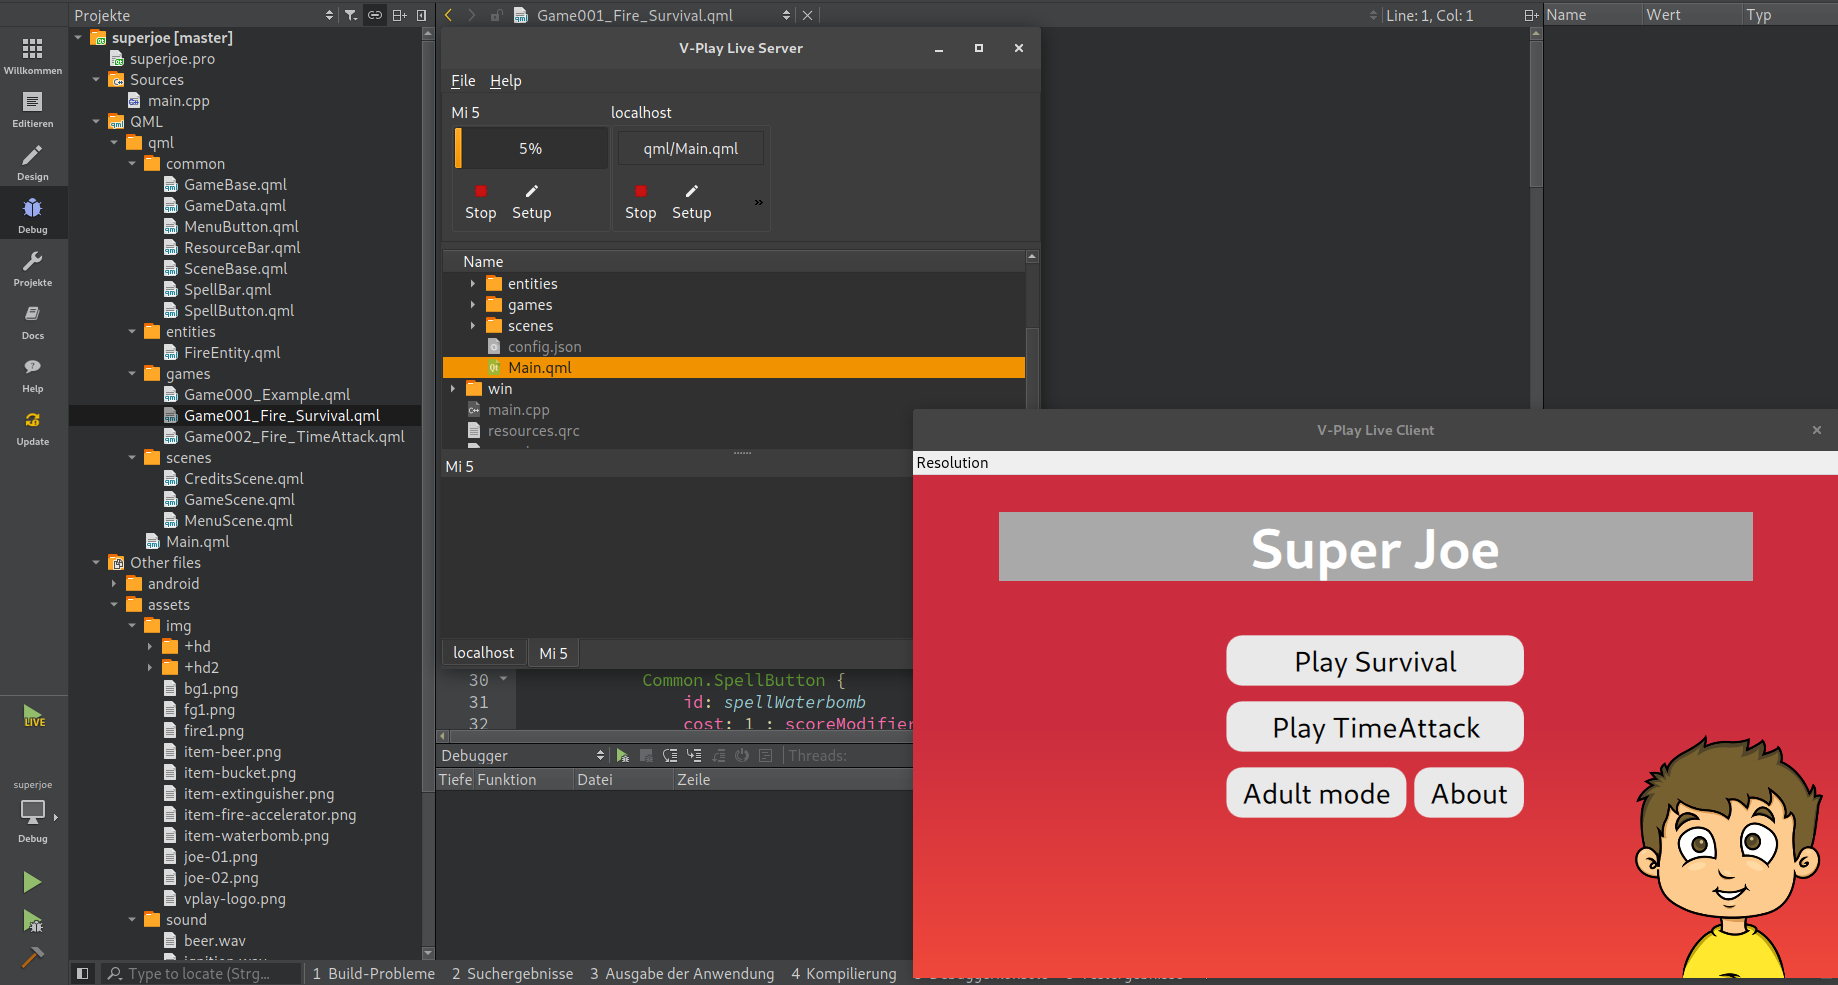 Projekte
Game001_Fire_Survival.qml
Line: 1, Col: 1
Name
Wert
Typ
Willkommen
Editieren
Design
Debug
Projekte
Docs
Help
Update
LIVE
superjoe
Debug
superjoe [master]
superjoe.pro
Sources
main.cpp
QML
qml
common
GameBase.qml
GameData.qml
MenuButton.qml
ResourceBar.qml
SceneBase.qml
SpellBar.qml
SpellButton.qml
entities
FireEntity.qml
games
Game000_Example.qml
Game001_Fire_Survival.qml
Game002_Fire_TimeAttack.qml
scenes
CreditsScene.qml
GameScene.qml
MenuScene.qml
Main.qml
Other files
android
assets
img
+hd
+hd2
bg1.png
fg1.png
fire1.png
item-beer.png
item-bucket.png
item-extinguisher.png
item-fire-accelerator.png
item-waterbomb.png
joe-01.png
joe-02.png
vplay-logo.png
sound
beer.wav
V-Play Live Server
File Help
Mi 5
5%
Stop Setup
localhost
qml/Main.qml
Stop Setup
»
Name
entities
games
scenes
config.json
Main.qml
win
main.cpp
resources.qrc
Mi 5
localhost Mi 5
30 Common.SpellButton {
31 id: spellWaterbomb
32 cost: 1 : scoreModifier
Debugger
Threads:
Tiefe Funktion Datei Zeile
V-Play Live Client
Resolution
Super Joe
Play Survival
Play TimeAttack
Adult mode
About
Type to locate (Strg...
1 Build-Probleme
2 Suchergebnisse
3 Ausgabe der Anwendung
4 Kompilierung